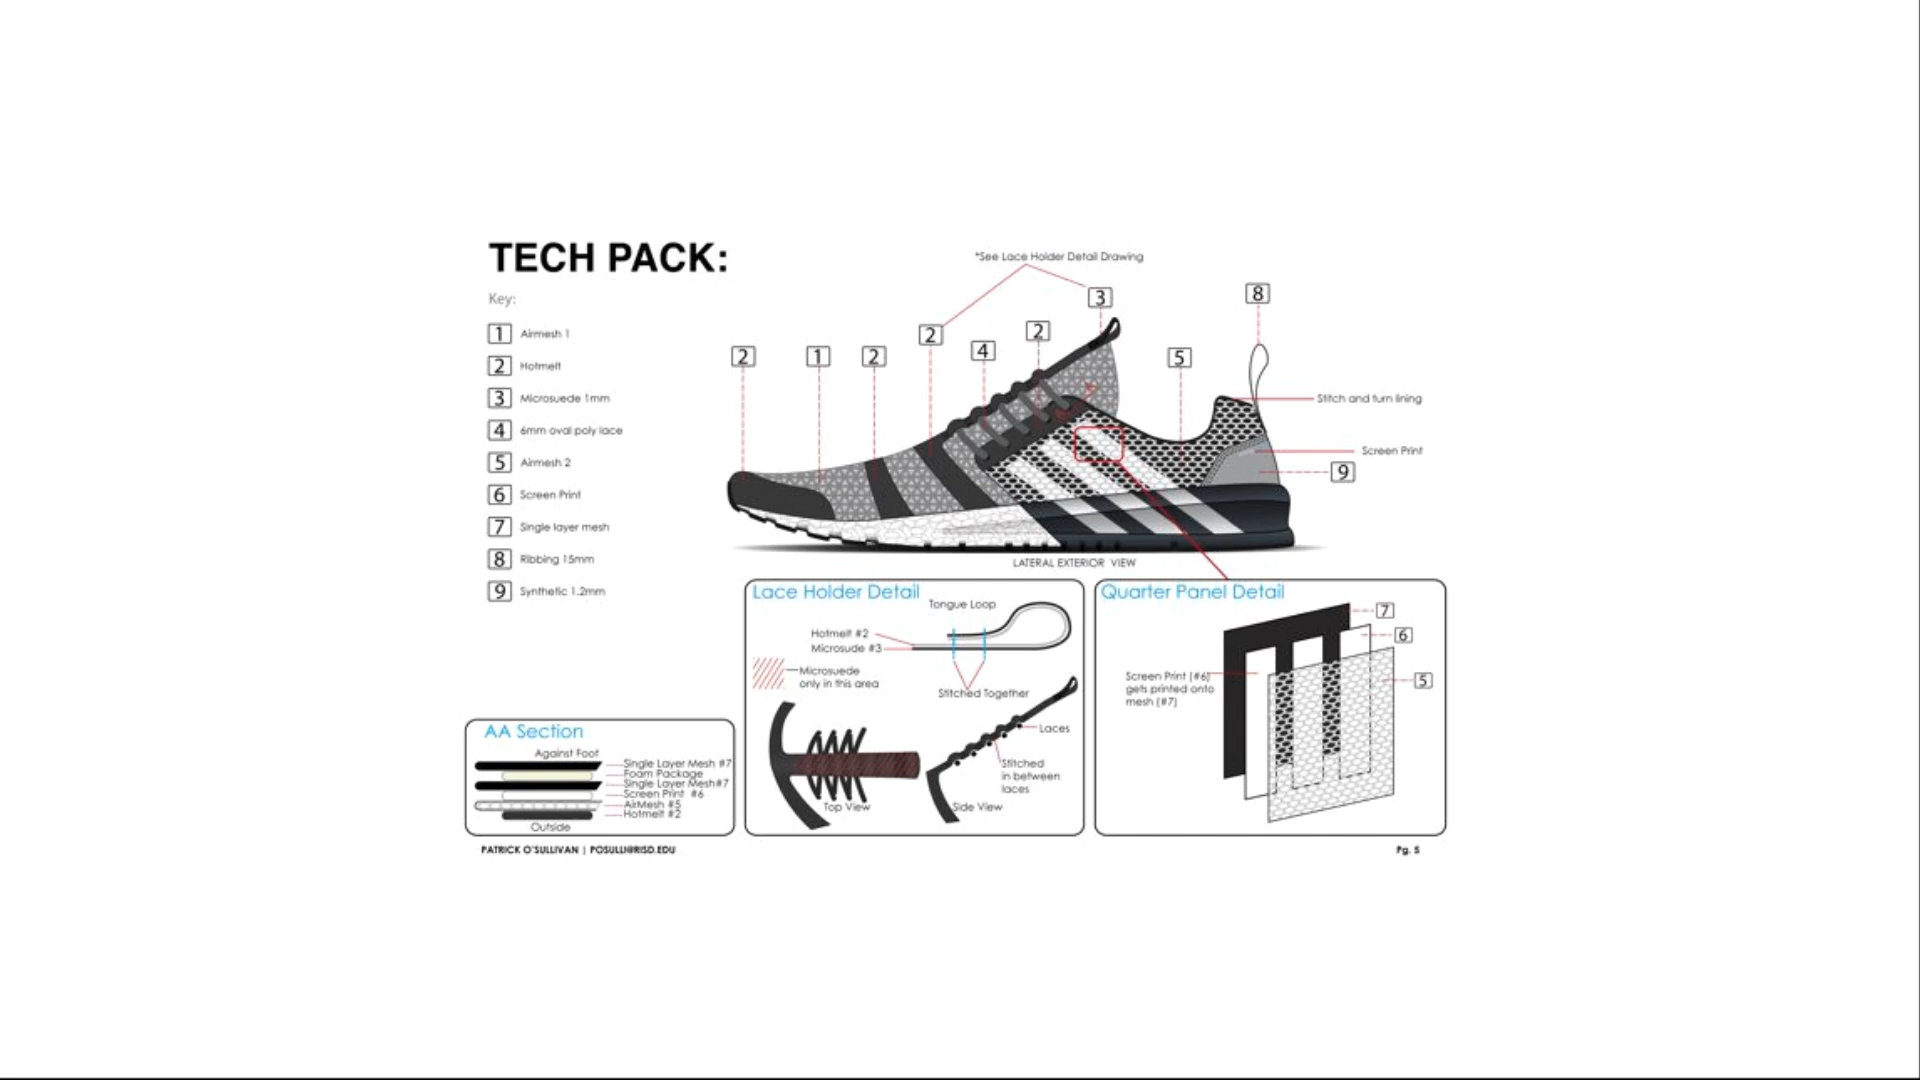 TECH PACK:
Key:
1 Airmesh 1
2 Hotmelt
3 Microsuede 1mm
4 6mm oval poly lace
5 Airmesh 2
6 Screen Print
7 Single layer mesh
8 Ribbing 15mm
9 Synthetic 1.2mm
*See Lace Holder Detail Drawing
3
8
2
2
4
2
1
2
5
Stitch and turn lining
Screen Print
9
LATERAL EXTERIOR VIEW
AA Section
Against Foot
Single Layer Mesh #7
Foam Package
Single Layer Mesh#7
Screen Print #6
AirMesh #5
Hotmelt #2
Outside
Lace Holder Detail
Tongue Loop
Hotmelt #2
Microsude #3
Microsuede
only in this area
Stitched Together
Laces
Stitched
in between
laces
Top View
Side View
Quarter Panel Detail
7
6
5
Screen Print (#6)
gets printed onto
mesh (#7)
PATRICK O'SULLIVAN | POSULLI@RISD.EDU
Pg. 5